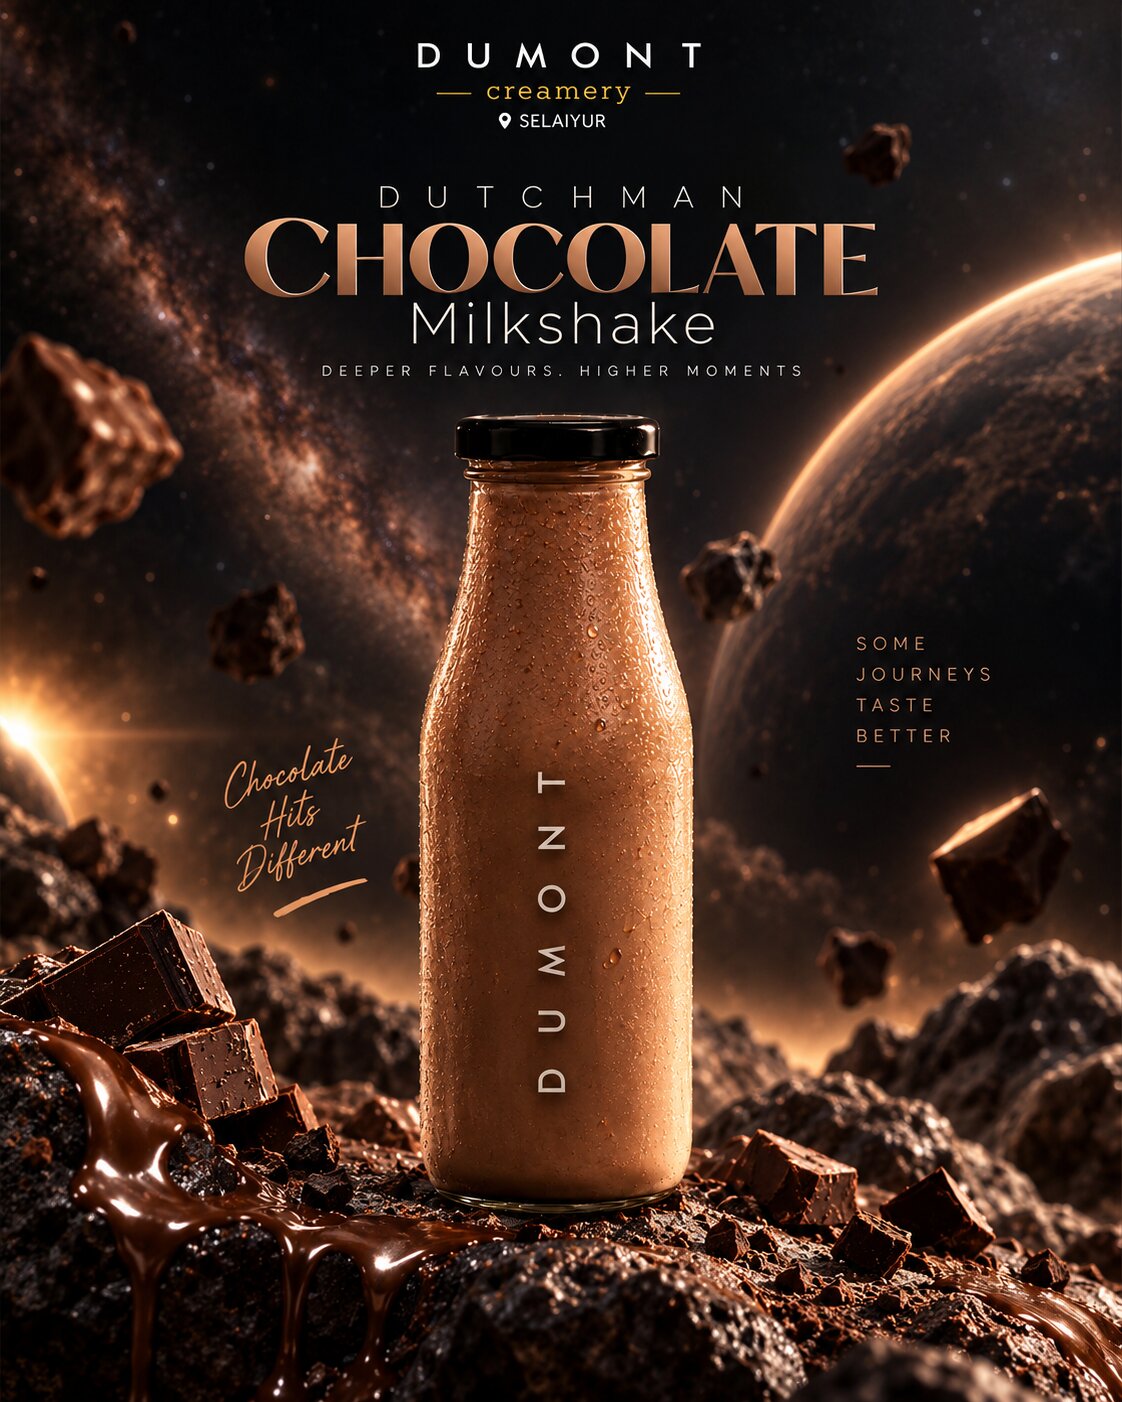 DUMONT
creamery
SELAIYUR
DUTCHMAN
CHOCOLATE
Milkshake
DEEPER FLAVOURS. HIGHER MOMENTS
SOME
JOURNEYS
TASTE
BETTER
Chocolate
Hits
Different
DUMONT